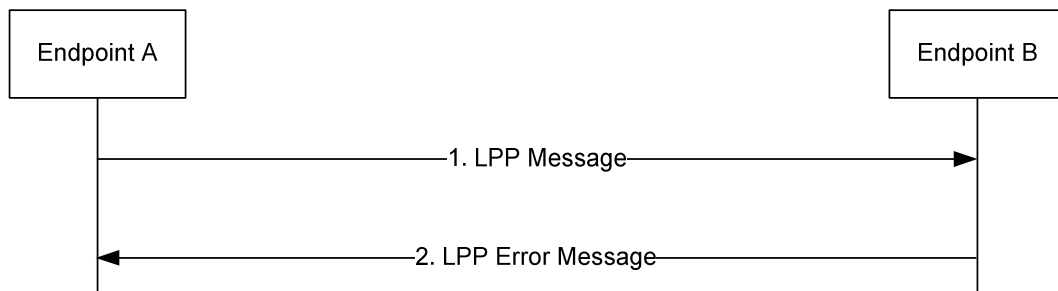 Endpoint A
Endpoint B
1. LPP Message
2. LPP Error Message